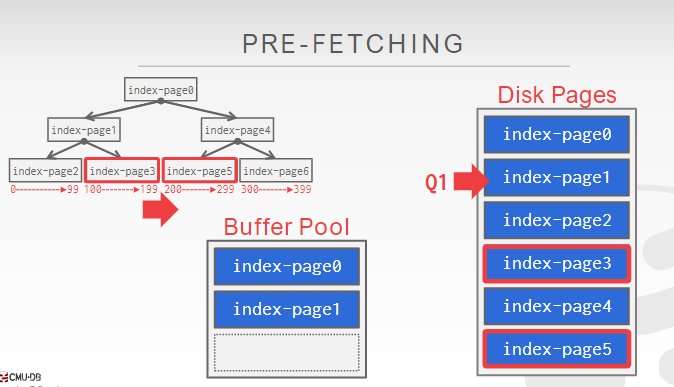 PRE-FETCHING
index-page0
index-page1
index-page4
index-page2
index-page3
index-page5
index-page6
0 99
100 199
200 299
300 399
Buffer Pool
index-page0
index-page1
Disk Pages
index-page0
Q1
index-page1
index-page2
index-page3
index-page4
index-page5
CMU·DB